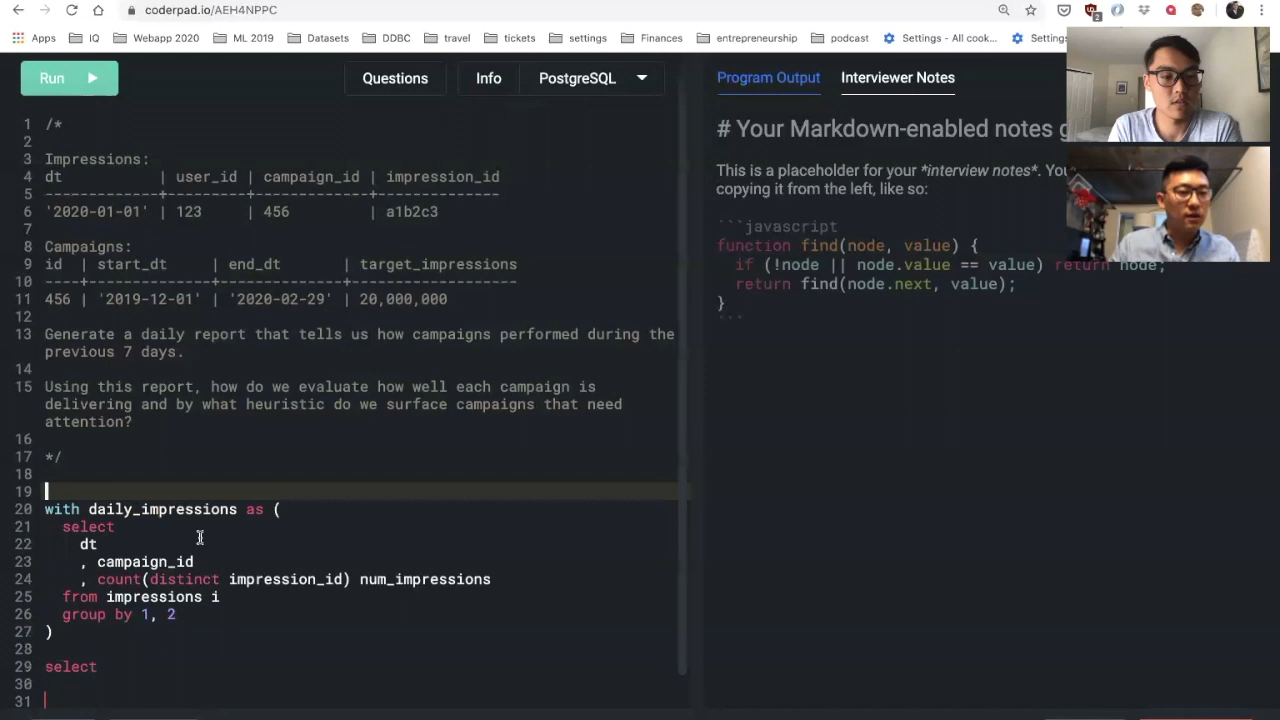 coderpad.io/AEH4NPPC
Apps IQ Webapp 2020 ML 2019 Datasets DDBC travel tickets settings Finances entrepreneurship podcast Settings - All cook... Settings
Run Questions Info PostgreSQL Program Output Interviewer Notes
1 /*
2
3 Impressions:
4 dt | user_id | campaign_id | impression_id
5 -------------+---------+-------------+---------------
6 '2020-01-01' | 123 | 456 | a1b2c3
7
8 Campaigns:
9 id | start_dt | end_dt | target_impressions
10 ----+--------------+--------------+-------------------
11 456 | '2019-12-01' | '2020-02-29' | 20,000,000
12
13 Generate a daily report that tells us how campaigns performed during the
previous 7 days.
14
15 Using this report, how do we evaluate how well each campaign is
delivering and by what heuristic do we surface campaigns that need
attention?
16
17 */
18
19
20 with daily_impressions as (
21 select
22 dt
23 , campaign_id
24 , count(distinct impression_id) num_impressions
25 from impressions i
26 group by 1, 2
27 )
28
29 select
30
31
# Your Markdown-enabled notes g
This is a placeholder for your *interview notes*. You
copying it from the left, like so:
```javascript
function find(node, value) {
if (!node || node.value == value) return node;
return find(node.next, value);
}
```